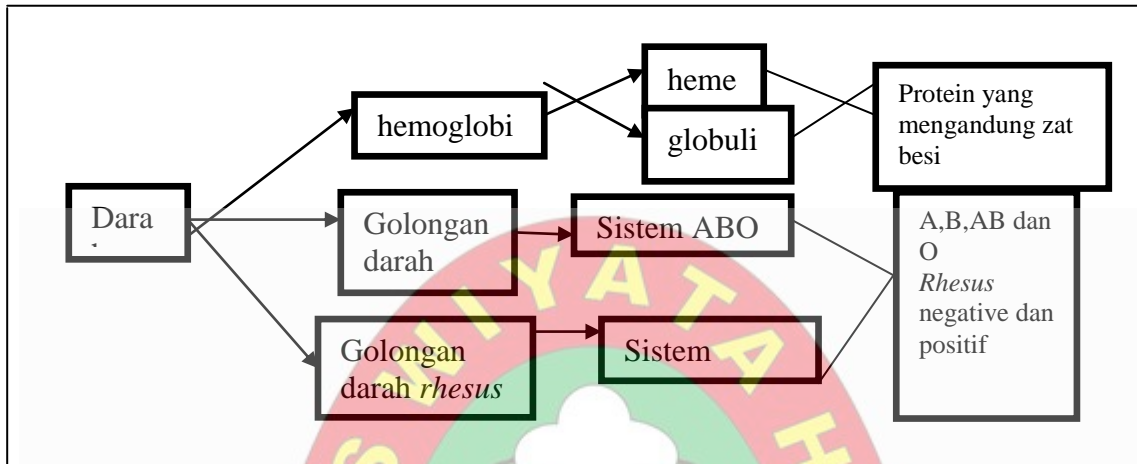 heme
globuli
hemoglobi
Protein yang
mengandung zat
besi
Dara
Golongan
darah
Sistem ABO
A,B,AB dan
O
Rhesus
negative dan
positif
Golongan
darah rhesus
Sistem
S WIYATA H